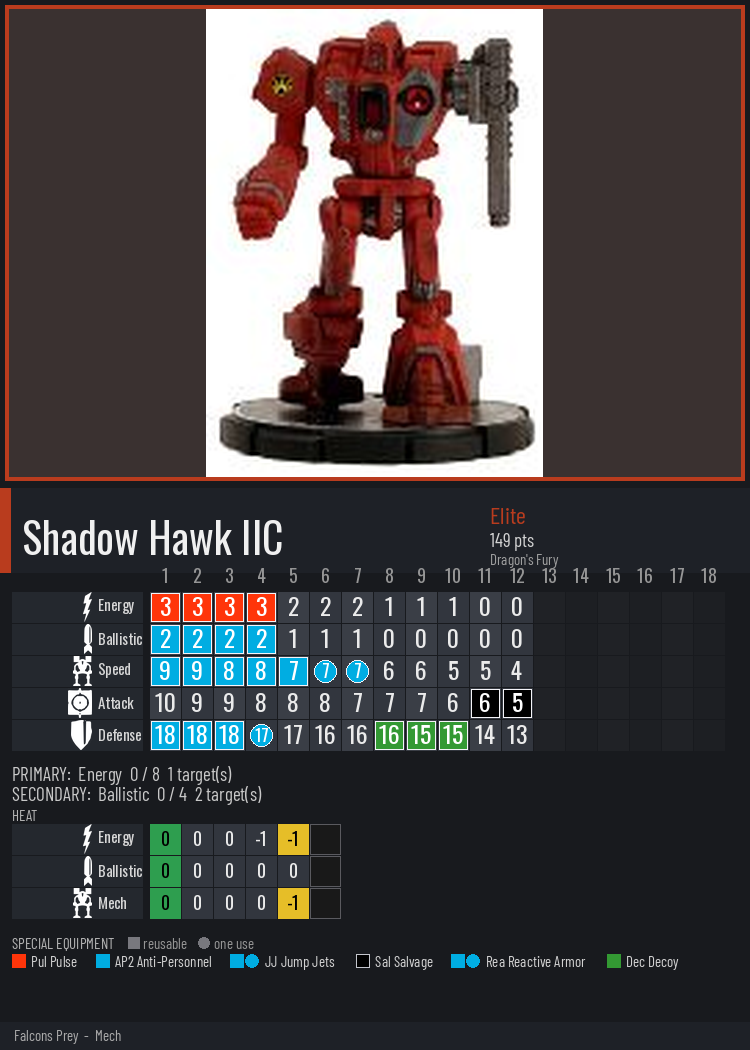 Shadow Hawk IIC
Elite
149 pts
Dragon's Fury
1 2 3 4 5 6 7 8 9 10 11 12 13 14 15 16 17 18
Energy 3 3 3 3 2 2 2 1 1 1 0 0
Ballistic 2 2 2 2 1 1 1 0 0 0 0 0
Speed 9 9 8 8 7 7 7 6 6 5 5 4
Attack 10 9 9 8 8 8 7 7 7 6 6 5
Defense 18 18 18 17 17 16 16 16 15 15 14 13
PRIMARY: Energy 0 / 8 1 target(s)
SECONDARY: Ballistic 0 / 4 2 target(s)
HEAT
Energy 0 0 0 -1 -1
Ballistic 0 0 0 0 0
Mech 0 0 0 0 -1
SPECIAL EQUIPMENT reusable one use
Pul Pulse AP2 Anti-Personnel JJ Jump Jets Sal Salvage Rea Reactive Armor Dec Decoy
Falcons Prey - Mech